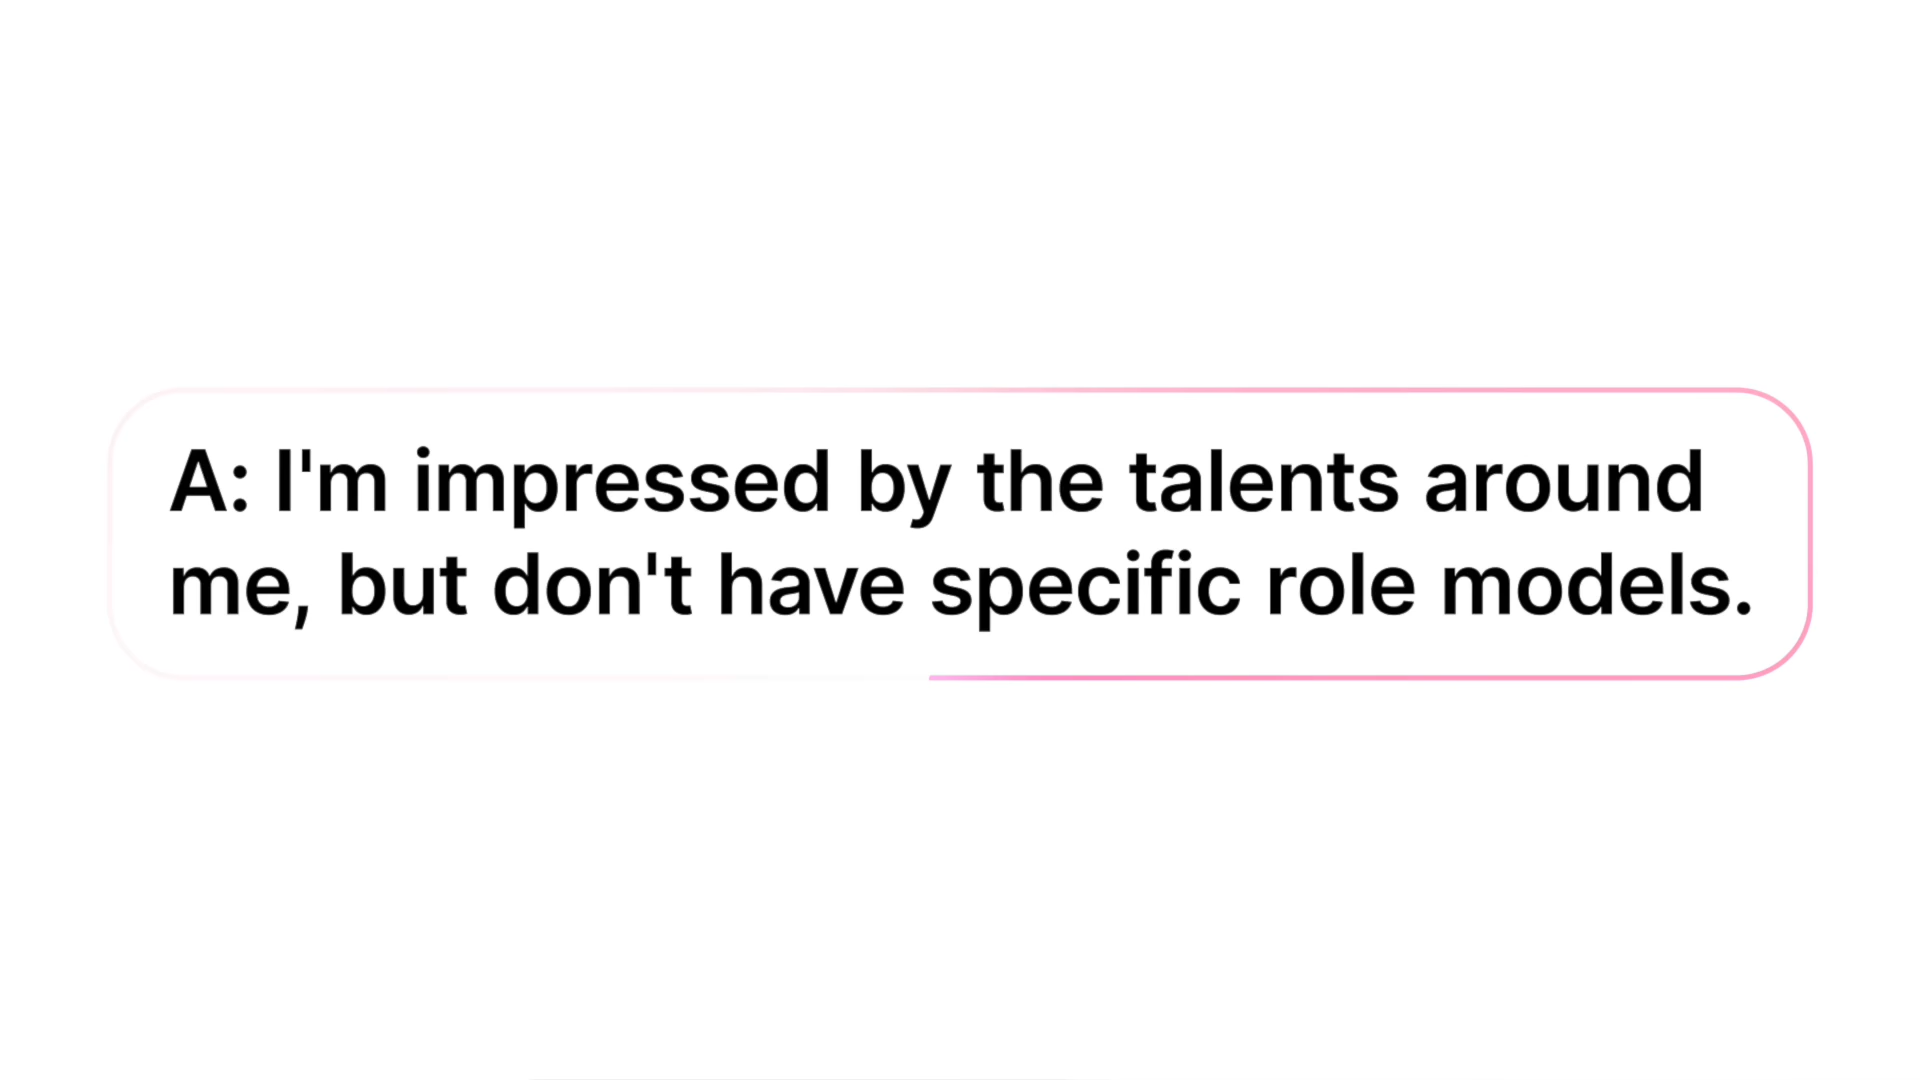 A: I'm impressed by the talents around
me, but don't have specific role models.